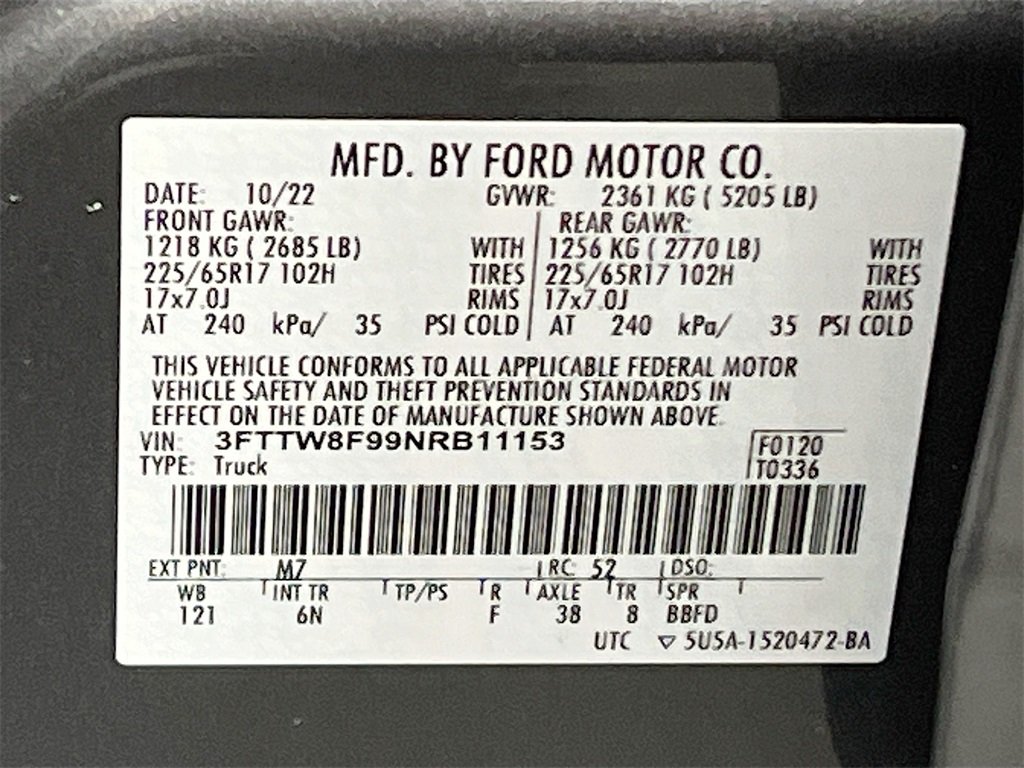 MFD. BY FORD MOTOR CO.
DATE: 10/22 GVWR: 2361 KG ( 5205 LB)
FRONT GAWR: REAR GAWR:
1218 KG ( 2685 LB) WITH 1256 KG ( 2770 LB) WITH
225/65R17 102H TIRES 225/65R17 102H TIRES
17x7.0J RIMS 17x7.0J RIMS
AT 240 kPa/ 35 PSI COLD AT 240 kPa/ 35 PSI COLD
THIS VEHICLE CONFORMS TO ALL APPLICABLE FEDERAL MOTOR
VEHICLE SAFETY AND THEFT PREVENTION STANDARDS IN
EFFECT ON THE DATE OF MANUFACTURE SHOWN ABOVE.
VIN: 3FTTW8F99NRB11153 F0120
TYPE: Truck T0336
EXT PNT: M7 RC: 52 DSO:
WB INT TR TP/PS R AXLE TR SPR
121 6N F 38 8 BBFD
UTC ▽ 5U5A-1520472-BA